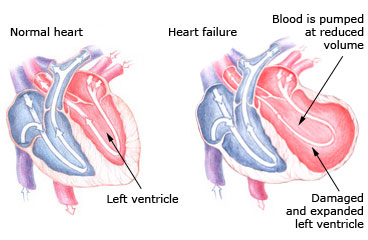 Normal heart
Heart failure
Blood is pumped
at reduced
volume
Left ventricle
Damaged
and expanded
left ventricle